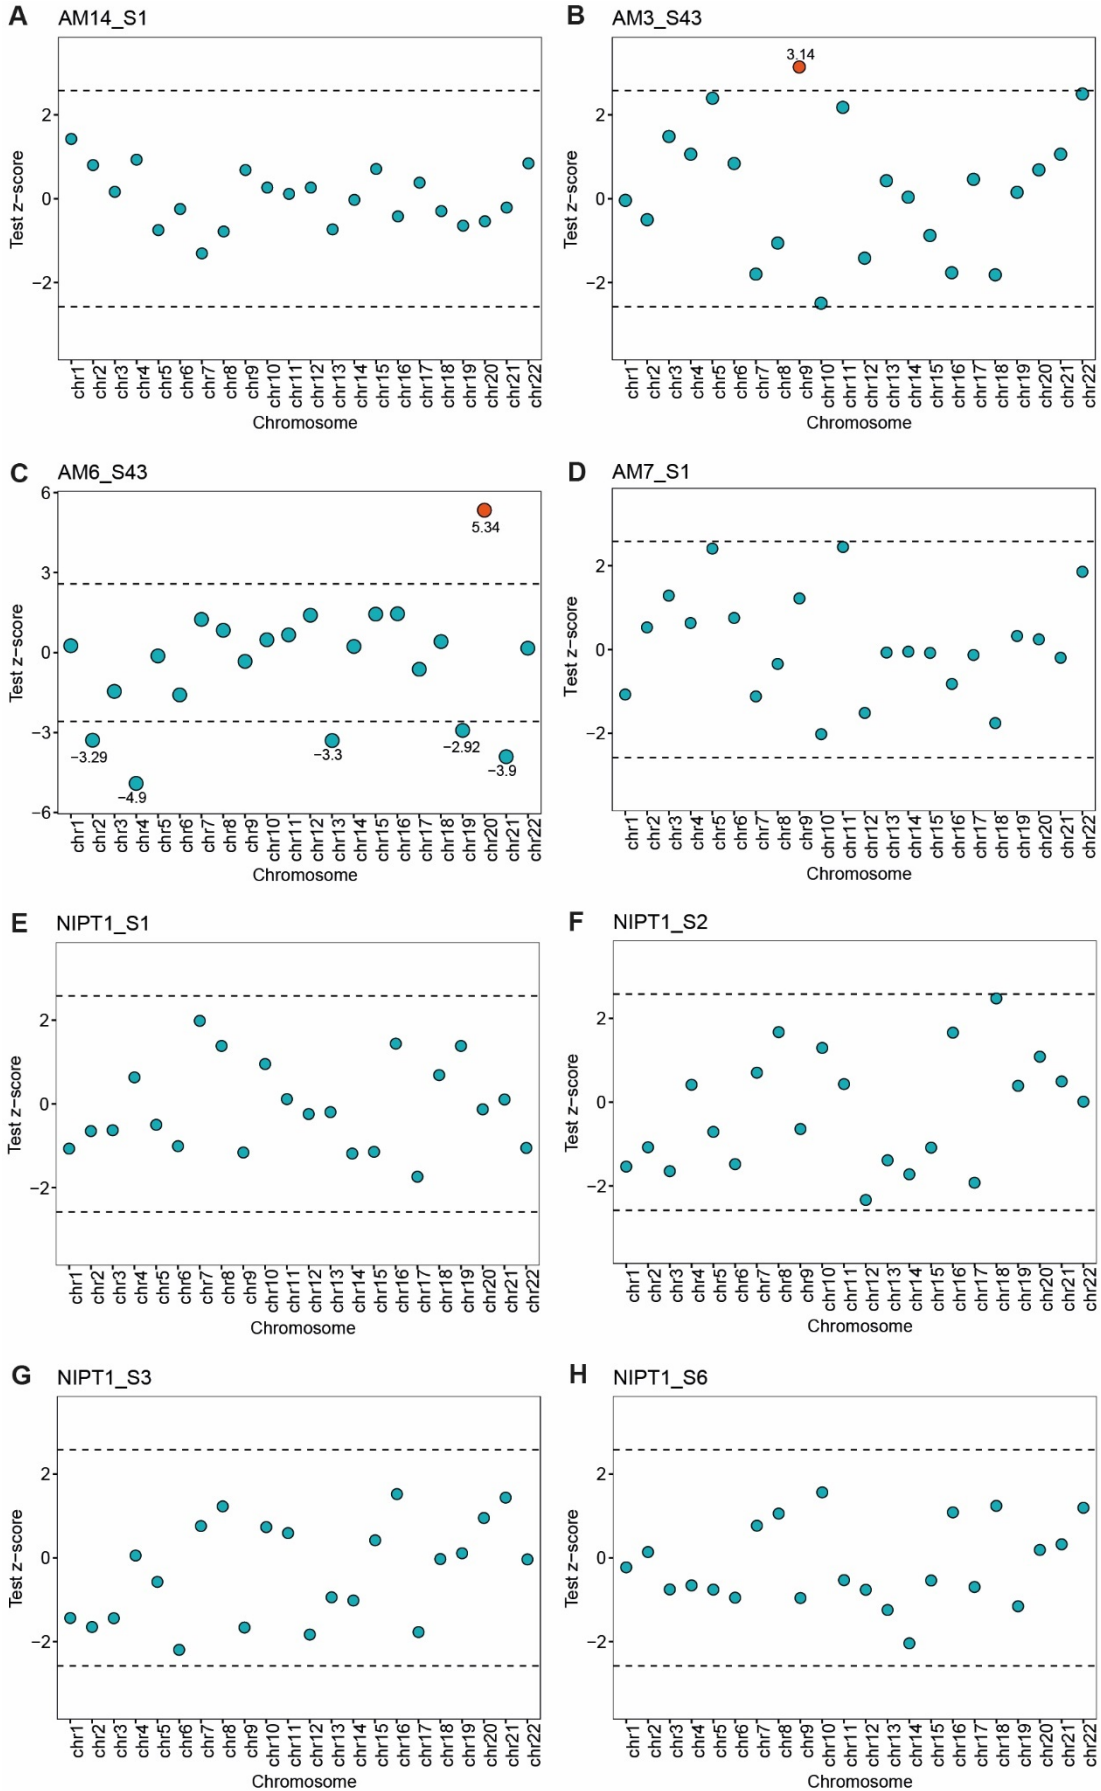 A AM14_S1
Test z−score
2
0
−2
chr1 chr2 chr3 chr4 chr5 chr6 chr7 chr8 chr9 chr10 chr11 chr12 chr13 chr14 chr15 chr16 chr17 chr18 chr19 chr20 chr21 chr22
Chromosome
B AM3_S43
3.14
Test z−score
2
0
−2
chr1 chr2 chr3 chr4 chr5 chr6 chr7 chr8 chr9 chr10 chr11 chr12 chr13 chr14 chr15 chr16 chr17 chr18 chr19 chr20 chr21 chr22
Chromosome
C AM6_S43
Test z−score
6
3
0
−3
−6
5.34
−3.29
−4.9
−3.3
−2.92
−3.9
chr1 chr2 chr3 chr4 chr5 chr6 chr7 chr8 chr9 chr10 chr11 chr12 chr13 chr14 chr15 chr16 chr17 chr18 chr19 chr20 chr21 chr22
Chromosome
D AM7_S1
Test z−score
2
0
−2
chr1 chr2 chr3 chr4 chr5 chr6 chr7 chr8 chr9 chr10 chr11 chr12 chr13 chr14 chr15 chr16 chr17 chr18 chr19 chr20 chr21 chr22
Chromosome
E NIPT1_S1
Test z−score
2
0
−2
chr1 chr2 chr3 chr4 chr5 chr6 chr7 chr8 chr9 chr10 chr11 chr12 chr13 chr14 chr15 chr16 chr17 chr18 chr19 chr20 chr21 chr22
Chromosome
F NIPT1_S2
Test z−score
2
0
−2
chr1 chr2 chr3 chr4 chr5 chr6 chr7 chr8 chr9 chr10 chr11 chr12 chr13 chr14 chr15 chr16 chr17 chr18 chr19 chr20 chr21 chr22
Chromosome
G NIPT1_S3
Test z−score
2
0
−2
chr1 chr2 chr3 chr4 chr5 chr6 chr7 chr8 chr9 chr10 chr11 chr12 chr13 chr14 chr15 chr16 chr17 chr18 chr19 chr20 chr21 chr22
Chromosome
H NIPT1_S6
Test z−score
2
0
−2
chr1 chr2 chr3 chr4 chr5 chr6 chr7 chr8 chr9 chr10 chr11 chr12 chr13 chr14 chr15 chr16 chr17 chr18 chr19 chr20 chr21 chr22
Chromosome